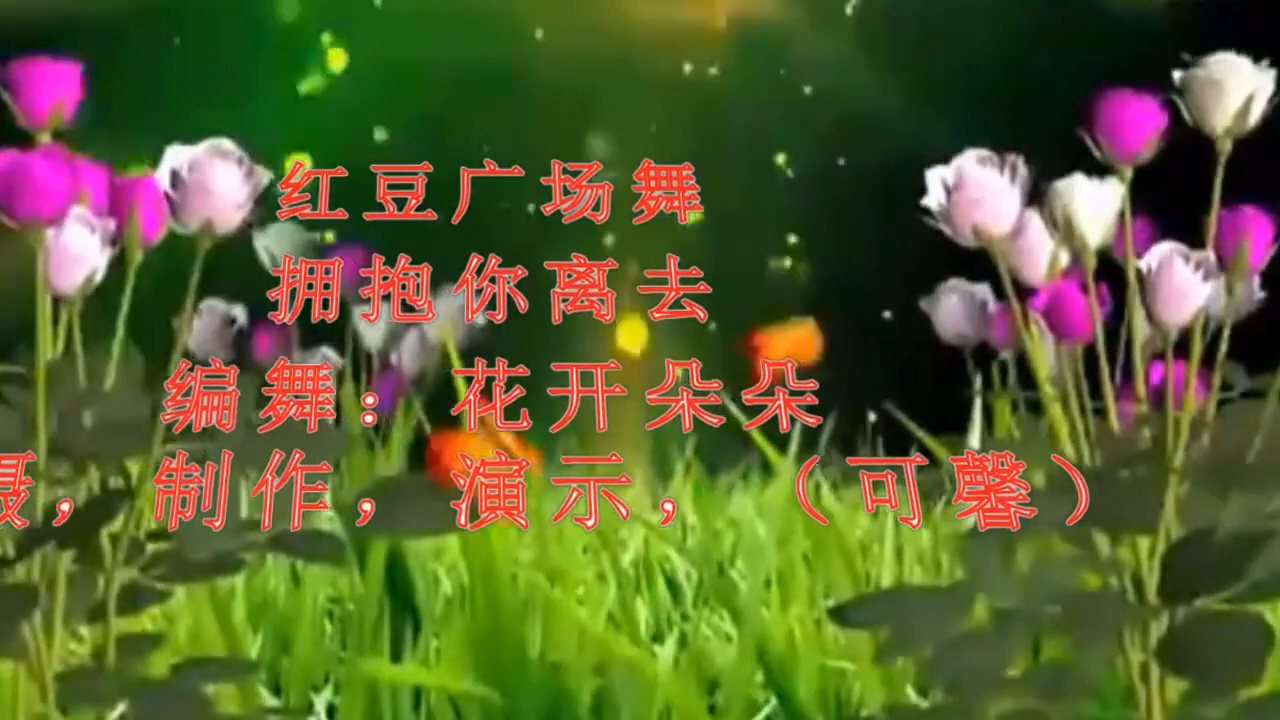 红豆广场舞
拥抱你离去
编舞：花开朵朵
摄，制作，演示，（可馨）